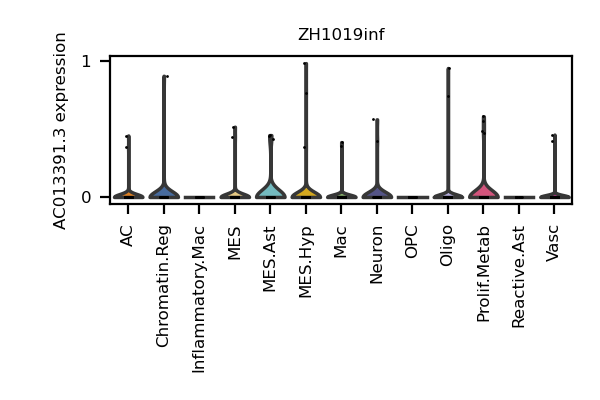 ZH1019inf
AC013391.3 expression
1
0
AC
Chromatin.Reg
Inflammatory.Mac
MES
MES.Ast
MES.Hyp
Mac
Neuron
OPC
Oligo
Prolif.Metab
Reactive.Ast
Vasc